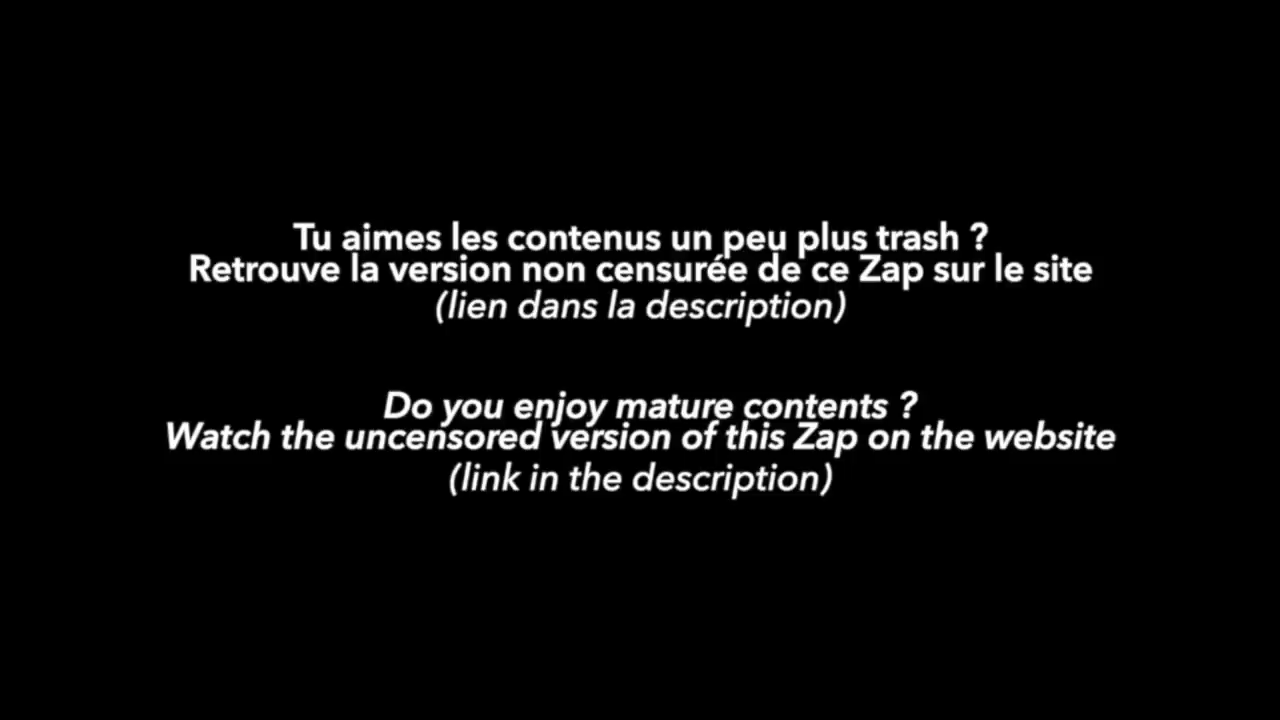 Tu aimes les contenus un peu plus trash ?
Retrouve la version non censurée de ce Zap sur le site
(lien dans la description)
Do you enjoy mature contents ?
Watch the uncensored version of this Zap on the website
(link in the description)